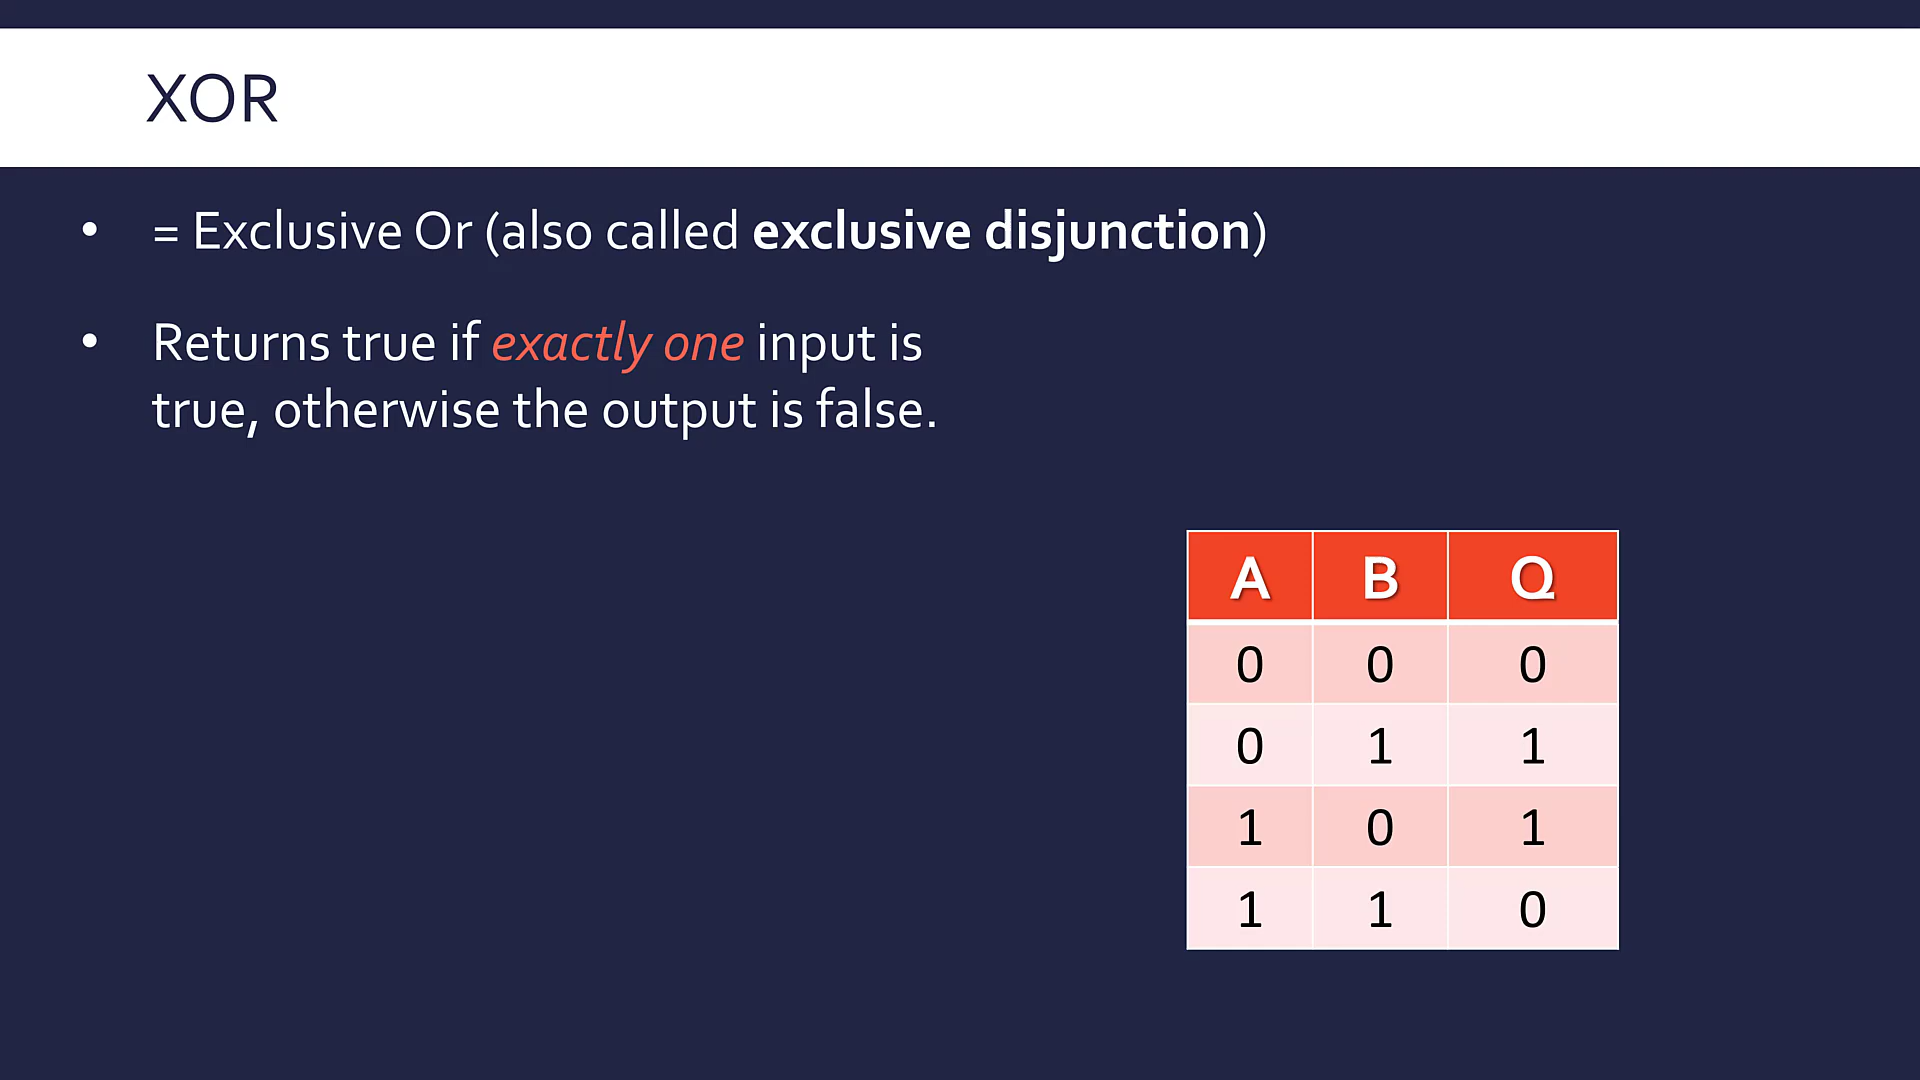 XOR
• = Exclusive Or (also called exclusive disjunction)
• Returns true if exactly one input is
true, otherwise the output is false.
A B Q
0 0 0
0 1 1
1 0 1
1 1 0